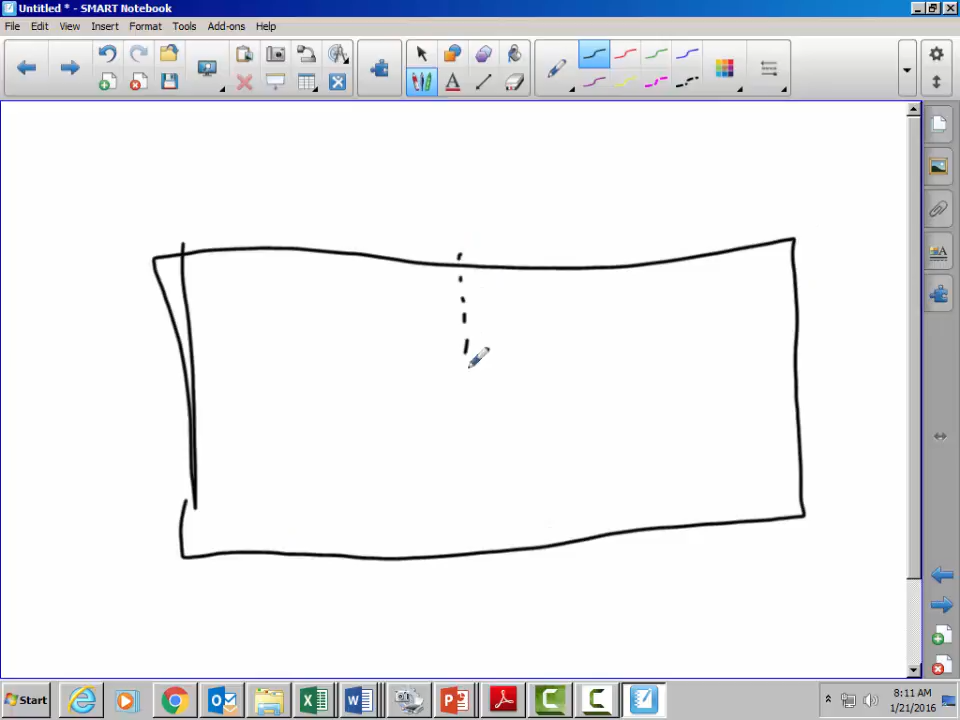 Untitled * - SMART Notebook
File Edit View Insert Format Tools Add-ons Help
A
A
Start
8:11 AM
1/21/2016